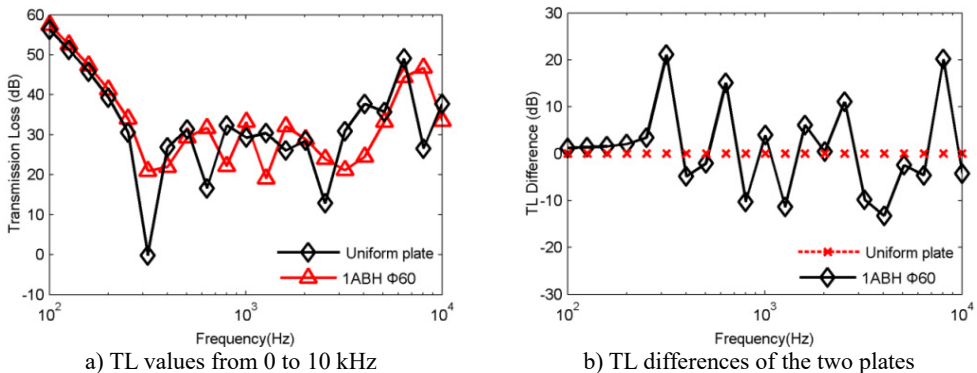 60
50
40
30
20
10
0
-10
Transmission Loss (dB)
Uniform plate
1ABH Φ60
10²
10³
10⁴
Frequency(Hz)
a) TL values from 0 to 10 kHz
30
20
10
0
-10
-20
-30
TL Difference (dB)
Uniform plate
1ABH Φ60
10²
10³
10⁴
Frequency(Hz)
b) TL differences of the two plates